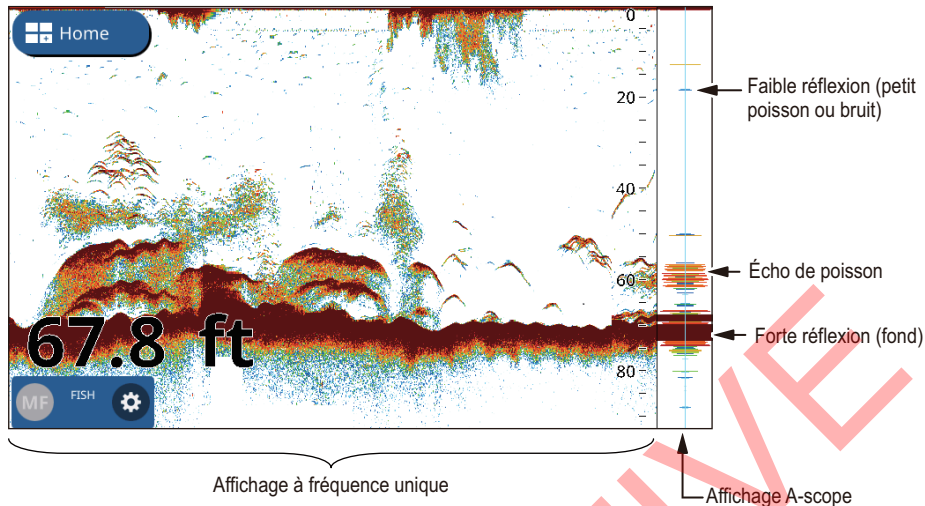 Home
0
20
40
60
80
67.8 ft
MF
FISH
Faible réflexion (petit
poisson ou bruit)
Écho de poisson
Forte réflexion (fond)
Affichage à fréquence unique
Affichage A-scope